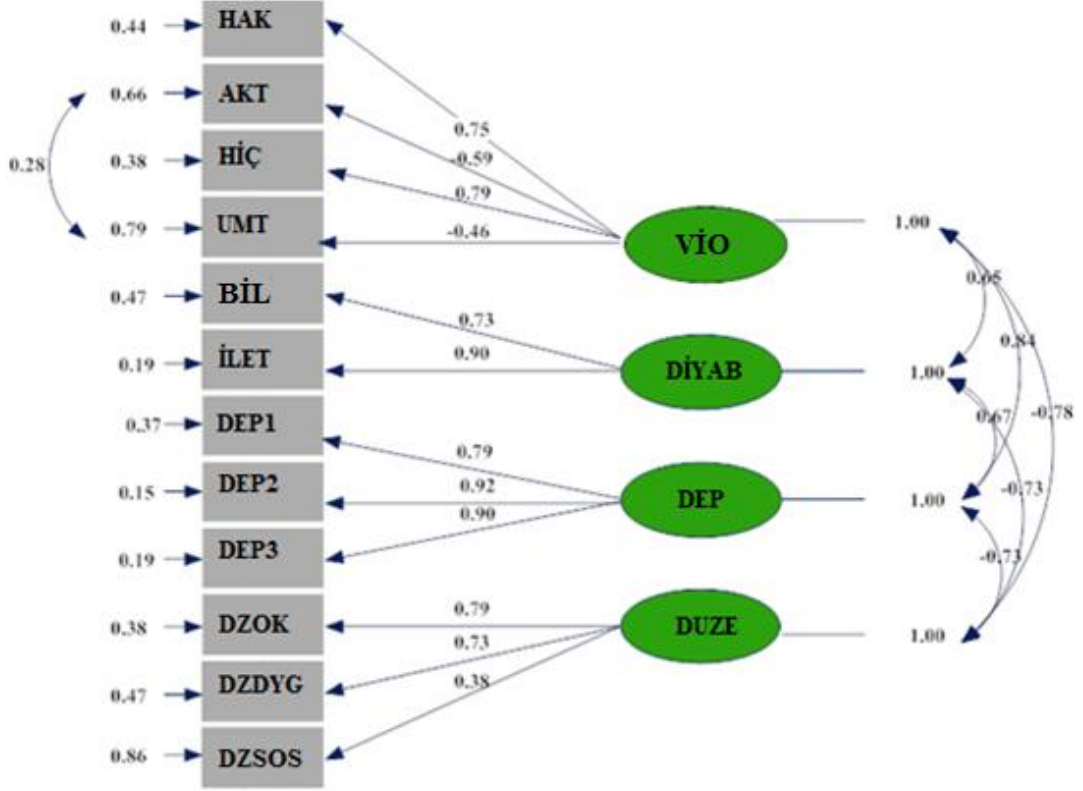 0.44 HAK
0.66 AKT
0.28
0.38 HİÇ
0.79 UMT
0.47 BİL
0.19 İLET
0.37 DEP1
0.15 DEP2
0.19 DEP3
0.38 DZOK
0.47 DZDYG
0.86 DZSOS
0.75
-0.59
0.79
-0.46
0.73
0.90
0.79
0.92
0.90
0.79
0.73
0.38
VİO 1.00
DİYAB 1.00
DEP 1.00
DUZE 1.00
0.65
0.84
0.67
-0.78
-0.73
-0.73